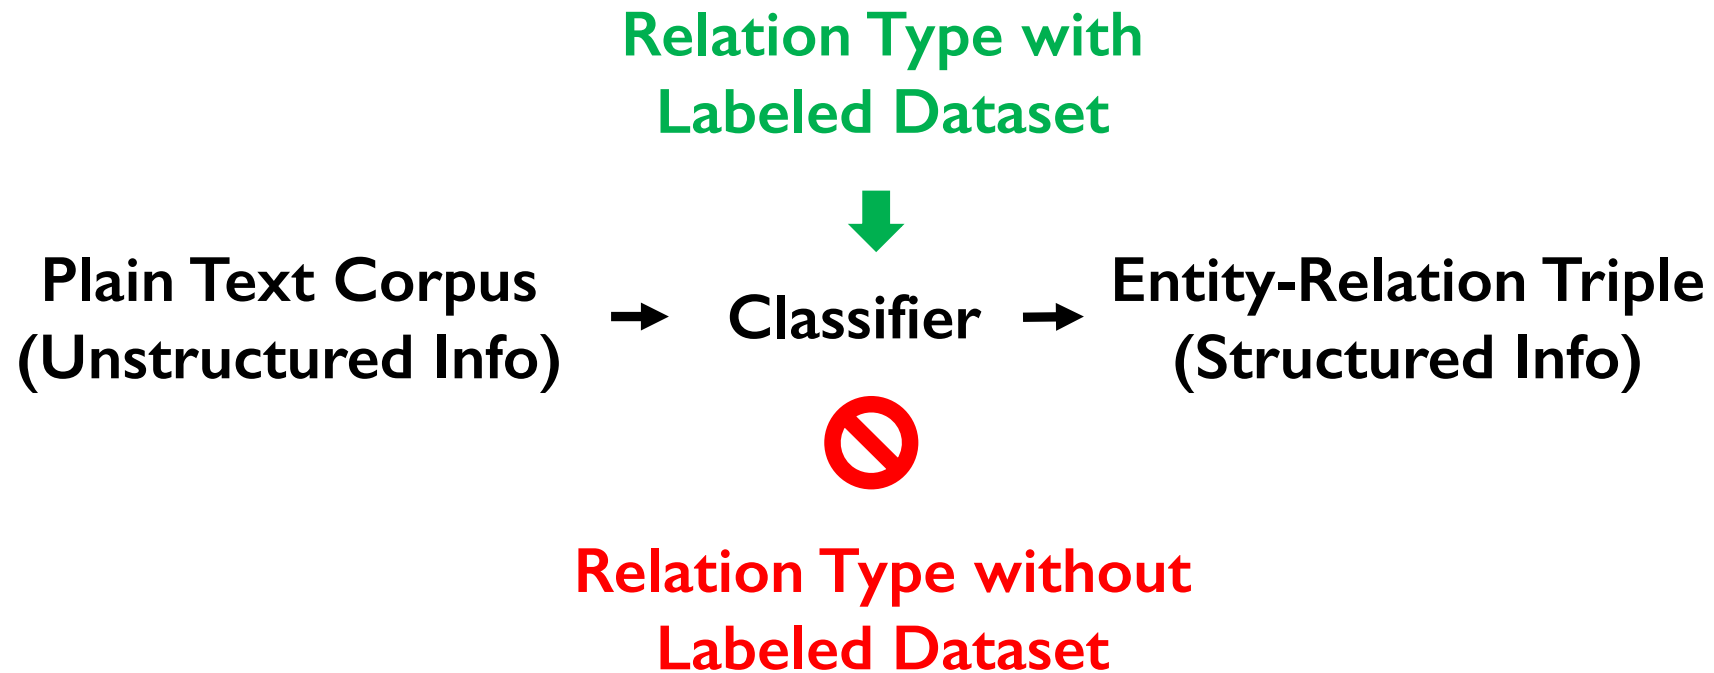 Relation Type with
Labeled Dataset
Plain Text Corpus
(Unstructured Info)
Classifier
Entity-Relation Triple
(Structured Info)
Relation Type without
Labeled Dataset